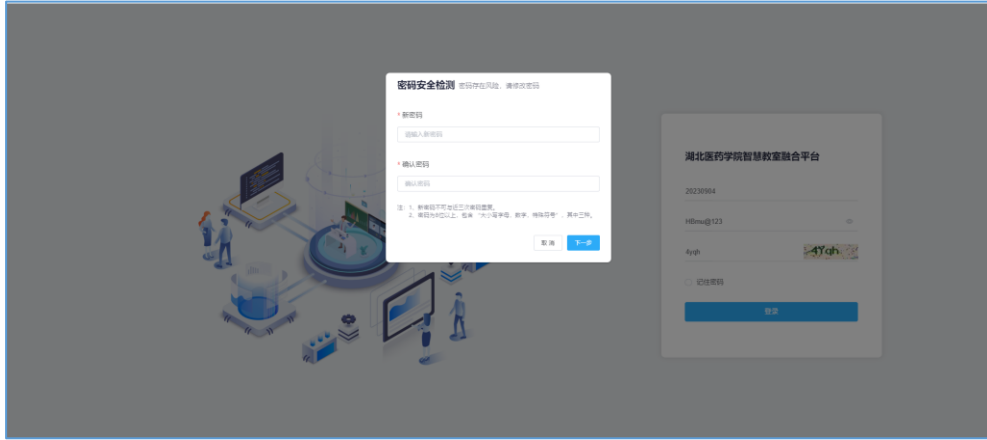 密码安全检测 密码存在风险，请修改密码
* 新密码
请输入新密码
* 确认密码
确认密码
注：1、新密码不可与近三次密码重复。
2、密码为8位以上，包含“大小写字母、数字、特殊符号”，其中三种。
取 消 下一步
湖北医药学院智慧教室融合平台
20230904
HBmu@123
4yqh 4Yqh
记住密码
登录